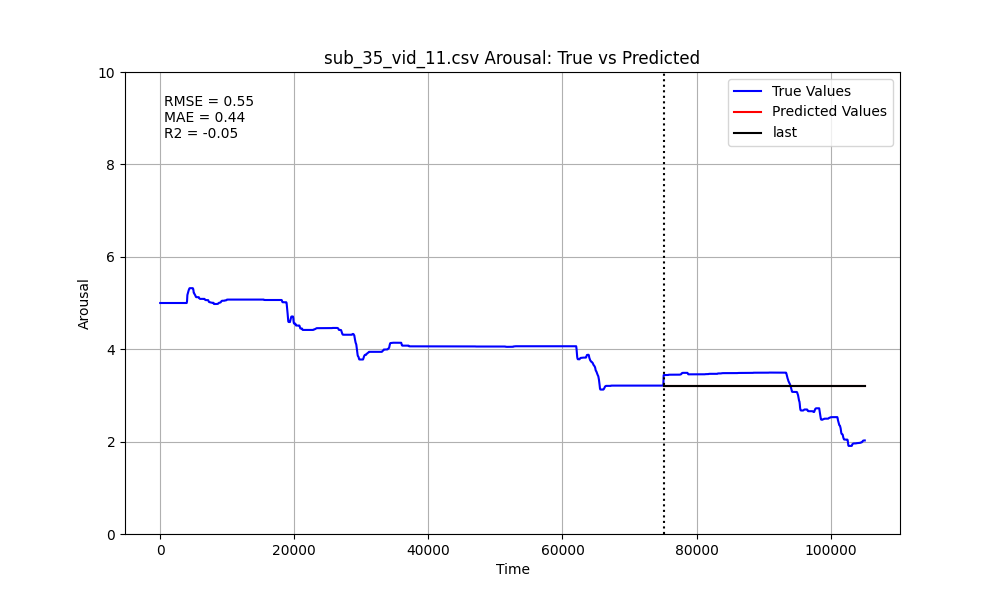 sub_35_vid_11.csv Arousal: True vs Predicted
RMSE = 0.55
MAE = 0.44
R2 = -0.05
True Values
Predicted Values
last
10
8
6
4
2
0
Arousal
0
20000
40000
60000
80000
100000
Time